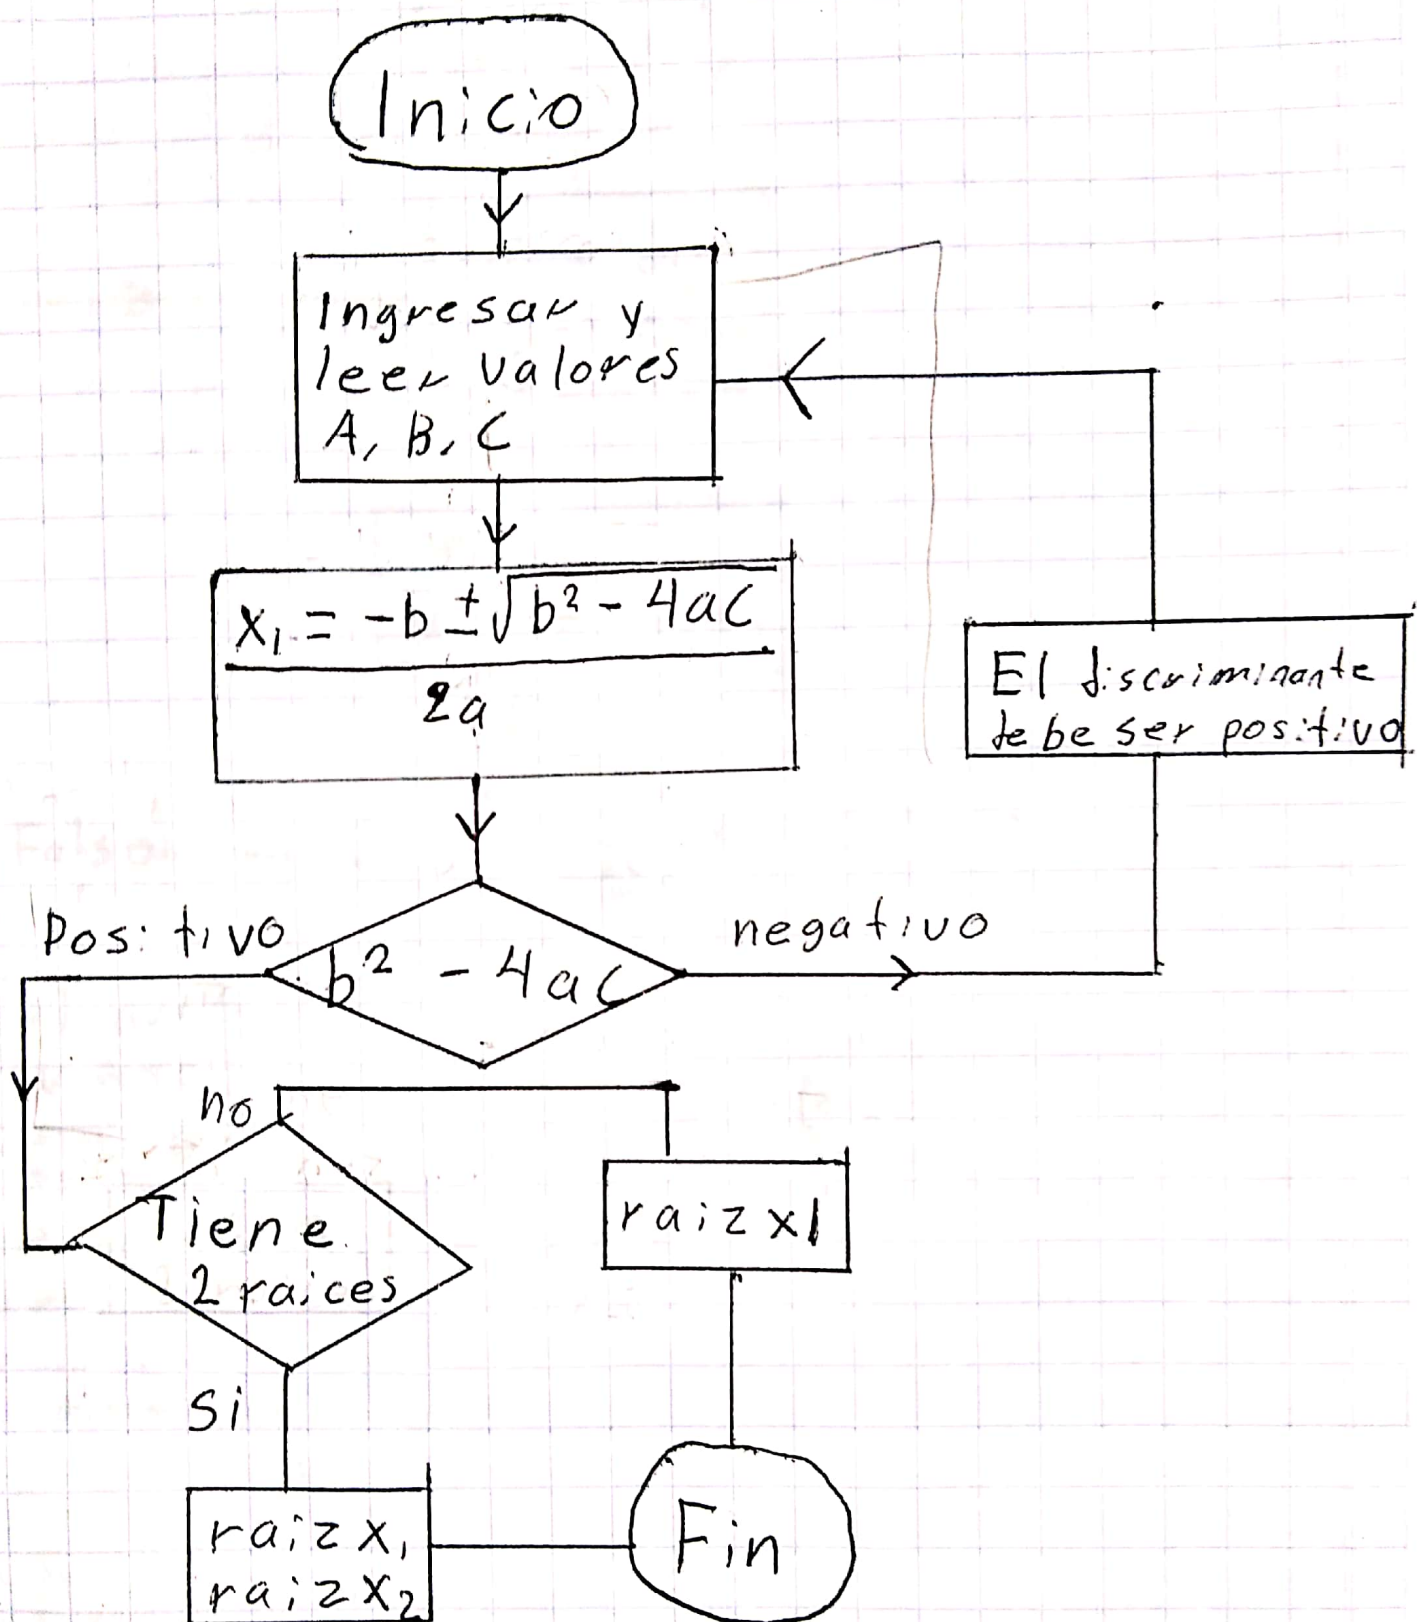 Inicio
Ingresar y
leer valores
A, B, C
x₁ = -b ± √b² - 4ac
2a
El discriminante
debe ser positivo
Positivo
negativo
b² - 4ac
no
Tiene
2 raices
raiz x1
Si
raiz x₁
raiz x₂
Fin